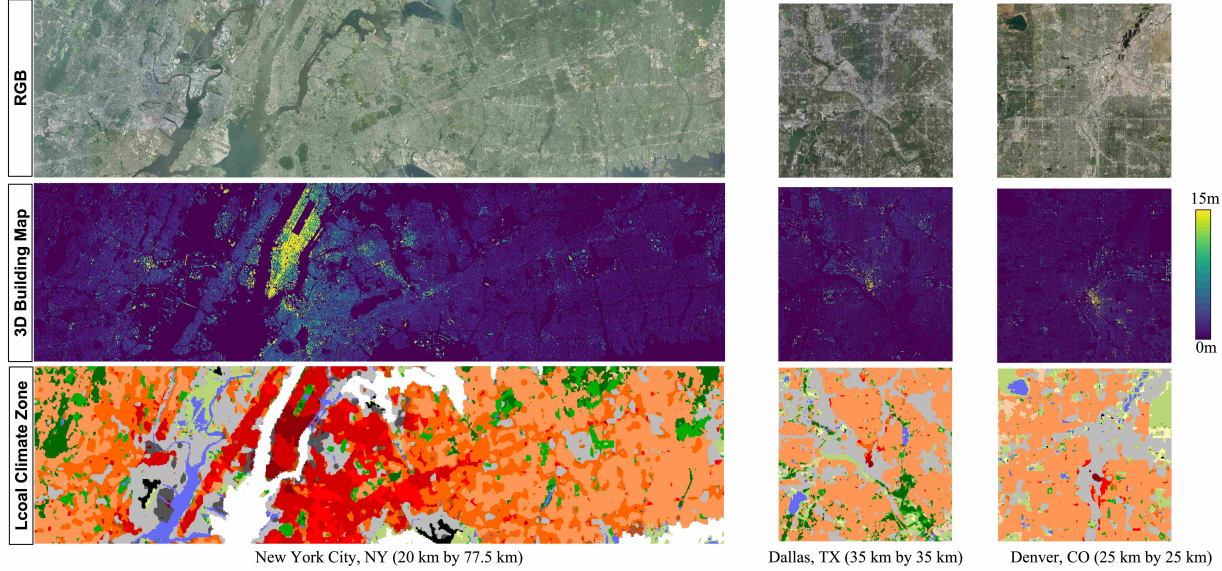 RGB
3D Building Map
15m
0m
Lcoal Climate Zone
New York City, NY (20 km by 77.5 km)
Dallas, TX (35 km by 35 km)
Denver, CO (25 km by 25 km)